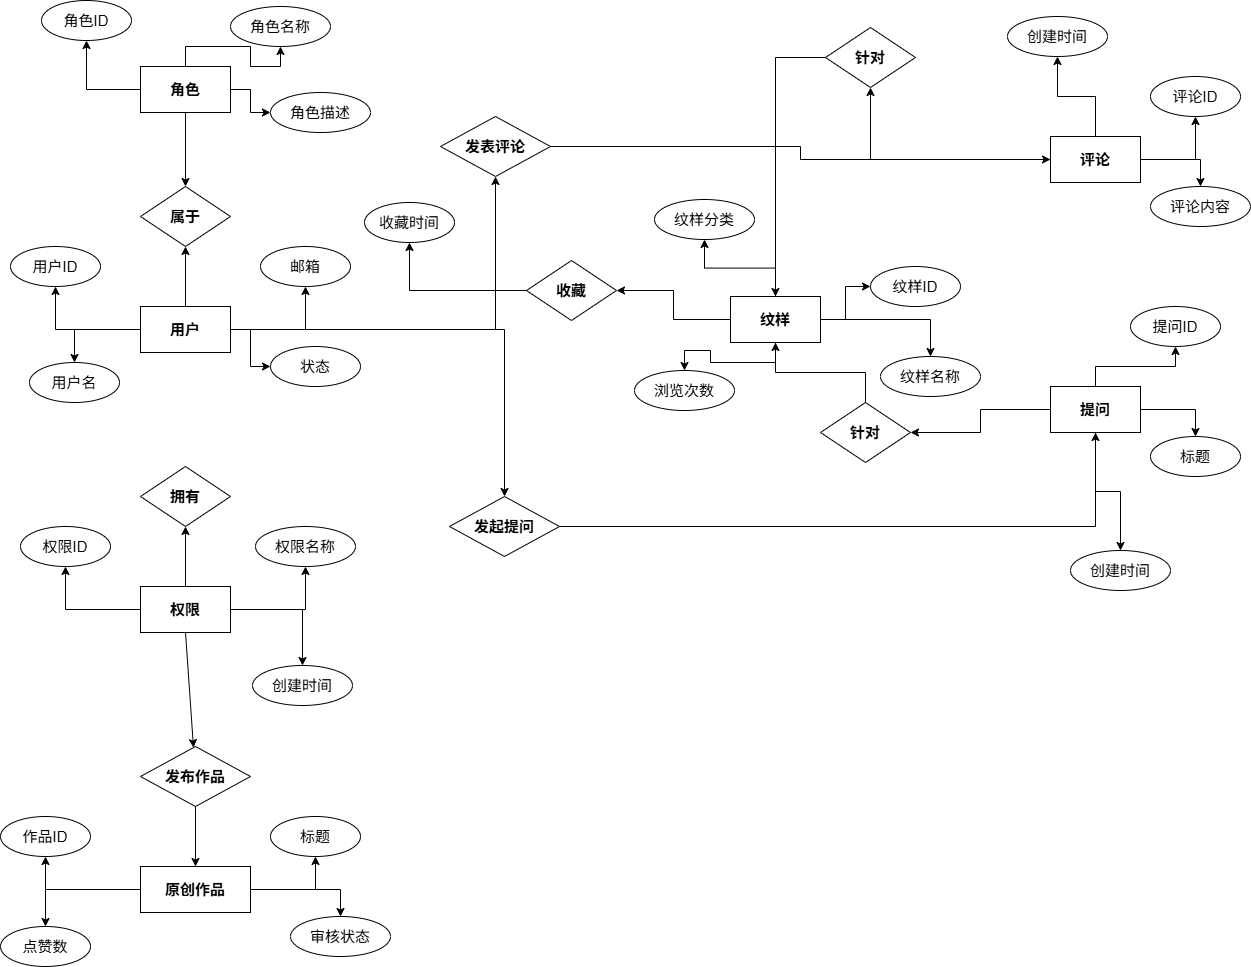 角色ID
角色名称
角色
角色描述
针对
创建时间
评论ID
发表评论
评论
评论内容
属于
收藏时间
纹样分类
用户ID
邮箱
收藏
纹样ID
用户
纹样
提问ID
状态
用户名
浏览次数
纹样名称
提问
针对
标题
拥有
发起提问
权限ID
权限名称
创建时间
权限
创建时间
发布作品
作品ID
标题
原创作品
点赞数
审核状态